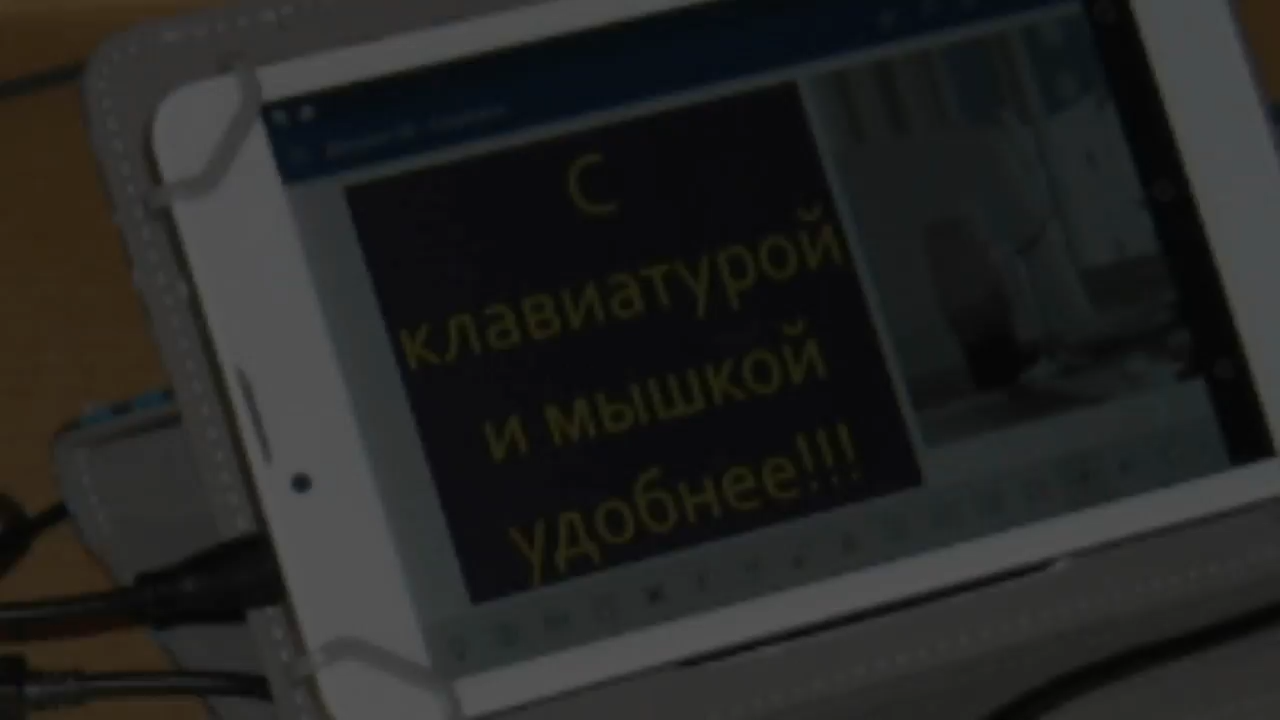 С
клавиатурой
и мышкой
удобнее!!!